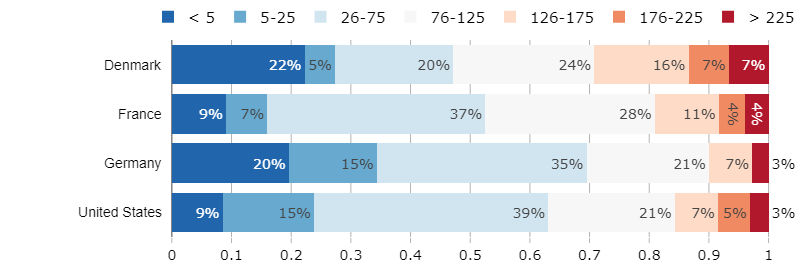 < 5 5-25 26-75 76-125 126-175 176-225 > 225
Denmark 22% 5% 20% 24% 16% 7% 7%
France 9% 7% 37% 28% 11% 4% 4%
Germany 20% 15% 35% 21% 7% 3%
United States 9% 15% 39% 21% 7% 5% 3%
0 0.1 0.2 0.3 0.4 0.5 0.6 0.7 0.8 0.9 1